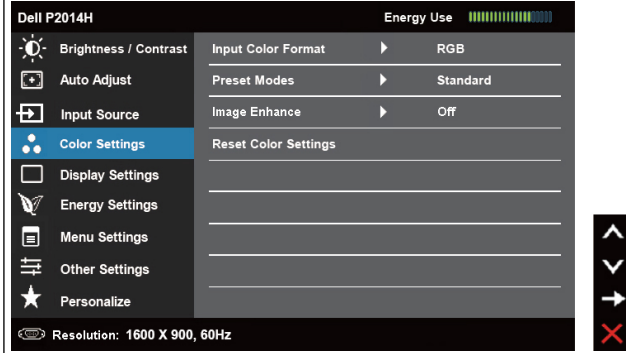 Dell P2014H Energy Use
Brightness / Contrast Input Color Format RGB
Auto Adjust Preset Modes Standard
Input Source Image Enhance Off
Color Settings Reset Color Settings
Display Settings
Energy Settings
Menu Settings
Other Settings
Personalize
Resolution: 1600 X 900, 60Hz